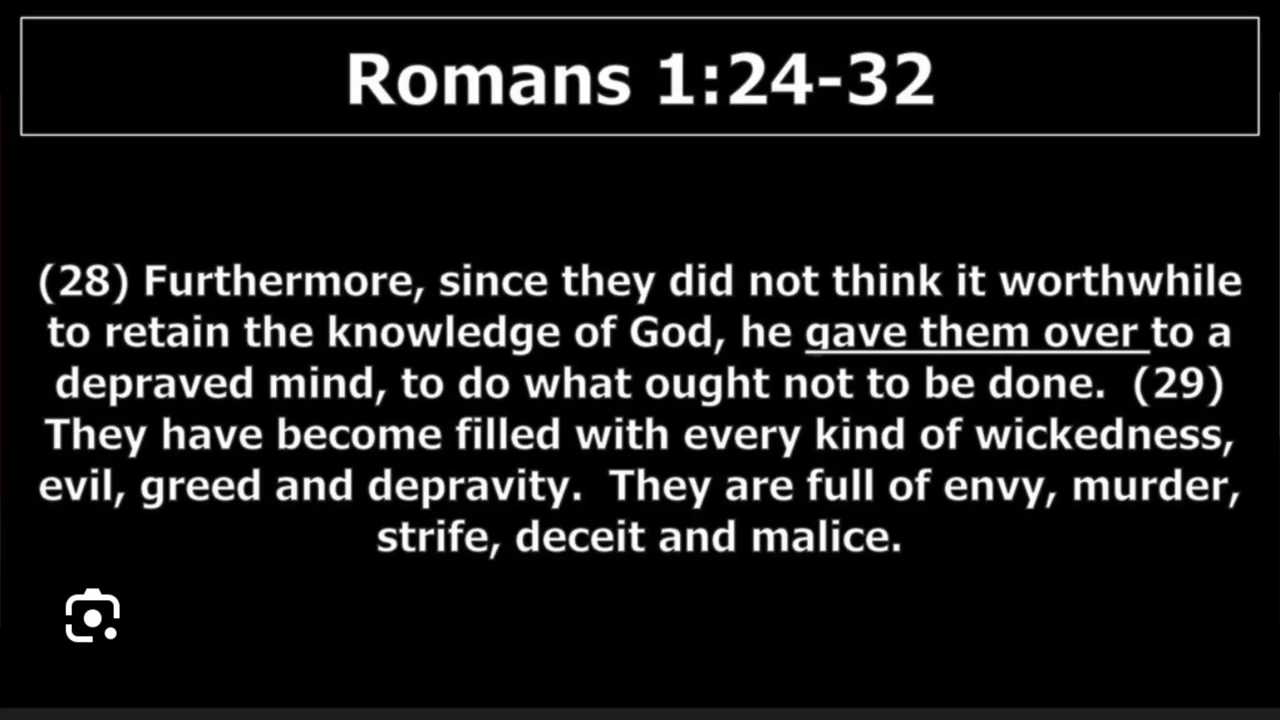 Romans 1:24-32
(28) Furthermore, since they did not think it worthwhile
to retain the knowledge of God, he gave them over to a
depraved mind, to do what ought not to be done.  (29)
They have become filled with every kind of wickedness,
evil, greed and depravity.  They are full of envy, murder,
strife, deceit and malice.